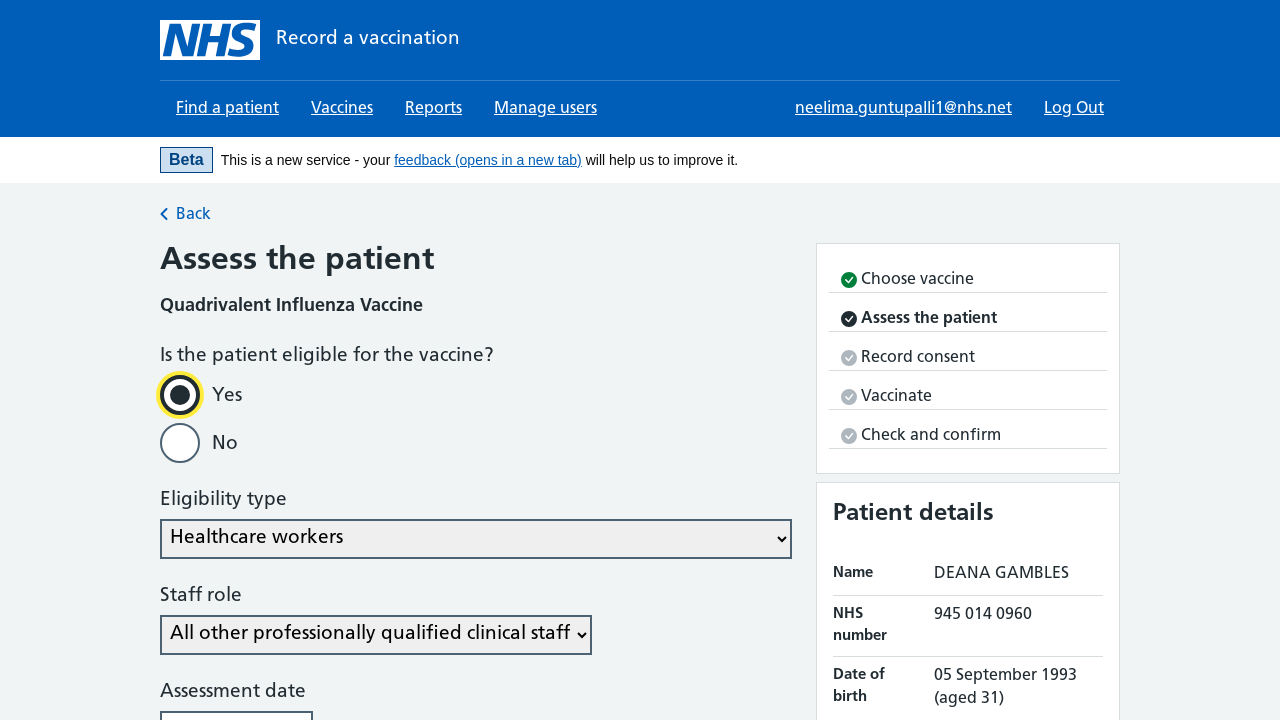 NHS Record a vaccination
Find a patient Vaccines Reports Manage users neelima.guntupalli1@nhs.net Log Out
Beta This is a new service - your feedback (opens in a new tab) will help us to improve it.
Back
Assess the patient
Quadrivalent Influenza Vaccine
Is the patient eligible for the vaccine?
Yes
No
Eligibility type
Healthcare workers
Staff role
All other professionally qualified clinical staff
Assessment date
Choose vaccine
Assess the patient
Record consent
Vaccinate
Check and confirm
Patient details
Name DEANA GAMBLES
NHS number 945 014 0960
Date of birth 05 September 1993
(aged 31)